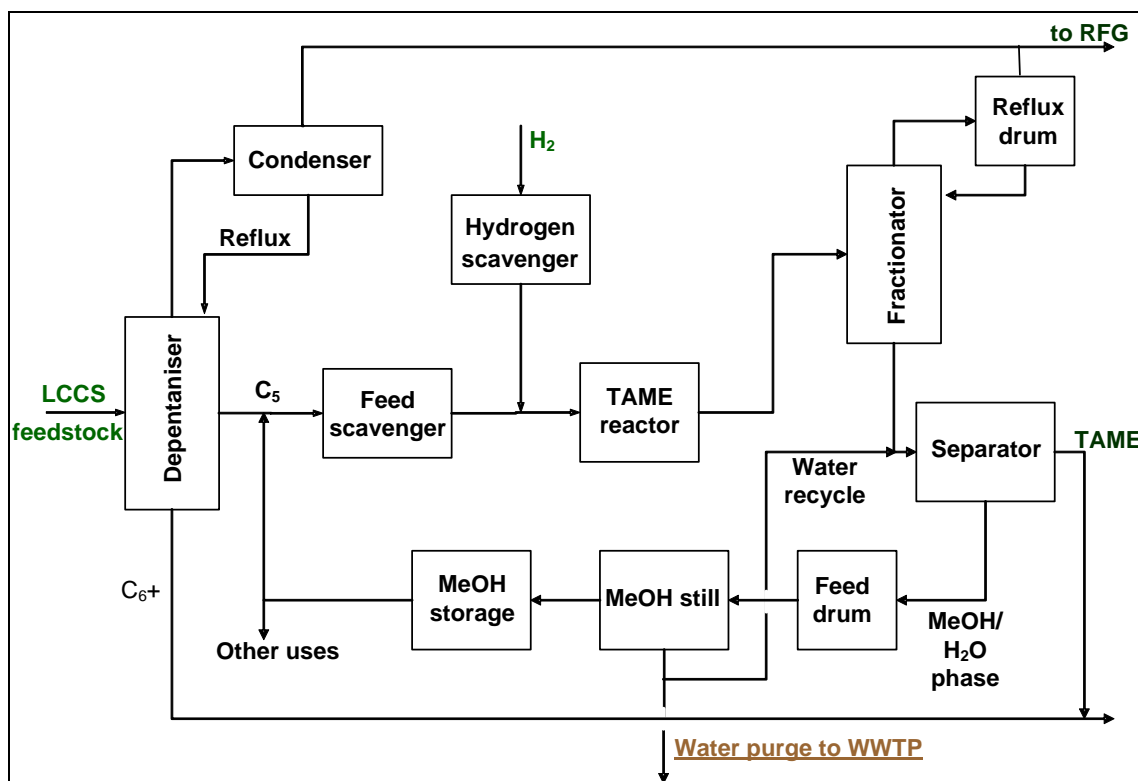 to RFG
Reflux
drum
Condenser
H₂
Fractionator
Hydrogen
scavenger
Reflux
Depentaniser
LCCS
feedstock
C₅
Feed
scavenger
TAME
reactor
Separator
TAME
Water
recycle
C₆+
MeOH
storage
MeOH still
Feed
drum
MeOH/
H₂O
phase
Other uses
Water purge to WWTP